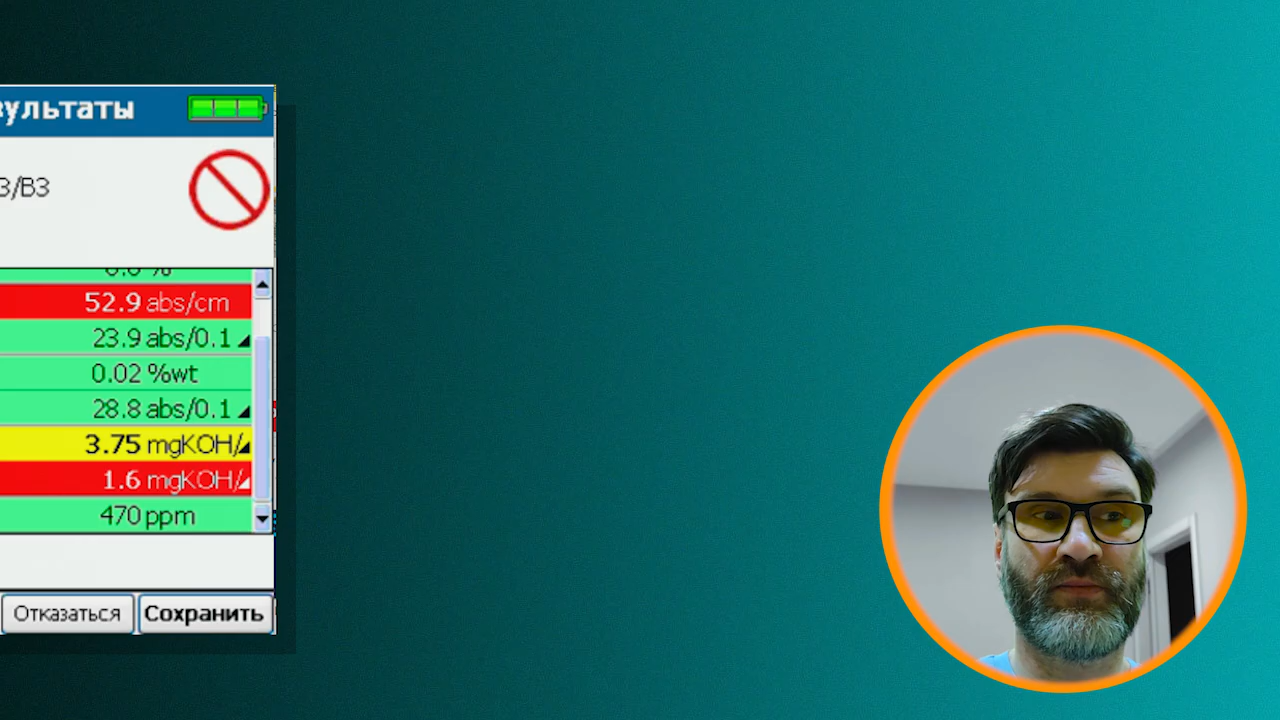 зультаты
3/B3
52.9 abs/cm
23.9 abs/0.1
0.02 %wt
28.8 abs/0.1
3.75 mgKOH/
1.6 mgKOH/
470 ppm
Отказаться
Сохранить